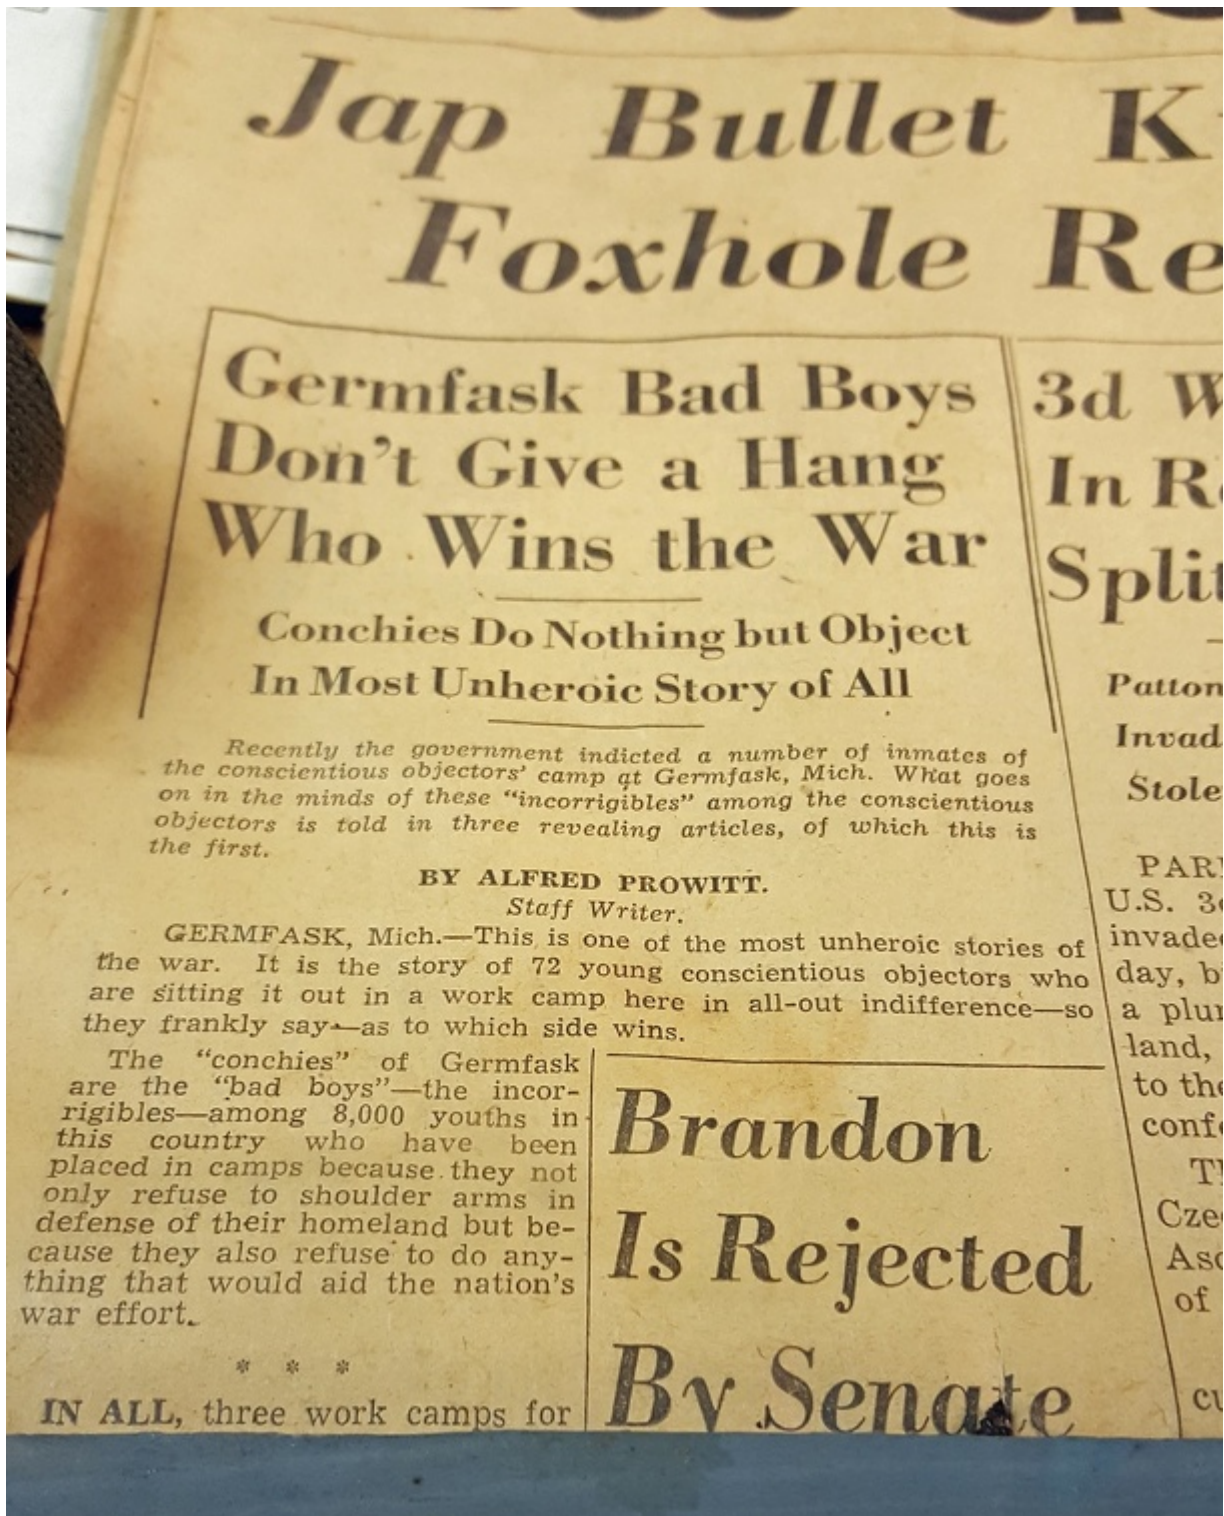 Jap Bullet K
Foxhole Re
Germfask Bad Boys
Don't Give a Hang
Who Wins the War
Conchies Do Nothing but Object
In Most Unheroic Story of All
Recently the government indicted a number of inmates of
the conscientious objectors' camp at Germfask, Mich. What goes
on in the minds of these "incorrigibles" among the conscientious
objectors is told in three revealing articles, of which this is
the first.
BY ALFRED PROWITT.
Staff Writer.
GERMFASK, Mich.—This is one of the most unheroic stories of
the war. It is the story of 72 young conscientious objectors who
are sitting it out in a work camp here in all-out indifference—so
they frankly say—as to which side wins.
The "conchies" of Germfask
are the "bad boys"—the incor-
rigibles—among 8,000 youths in
this country who have been
placed in camps because they not
only refuse to shoulder arms in
defense of their homeland but be-
cause they also refuse to do any-
thing that would aid the nation's
war effort.
* * *
IN ALL, three work camps for
Brandon
Is Rejected
By Senate
3d W
In R
Split
Patton
Invad
Stole
PARI
U.S. 3
invade
day, b
a plu
land,
to the
conf
T
Cze
As
of
cu